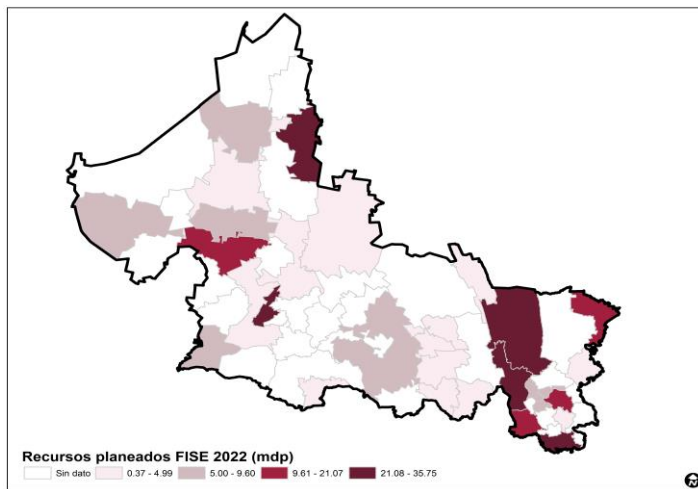 Recursos planeados FISE 2022 (mdp)
Sin dato 0.37 - 4.99 5.00 - 9.60 9.61 - 21.07 21.08 - 35.75